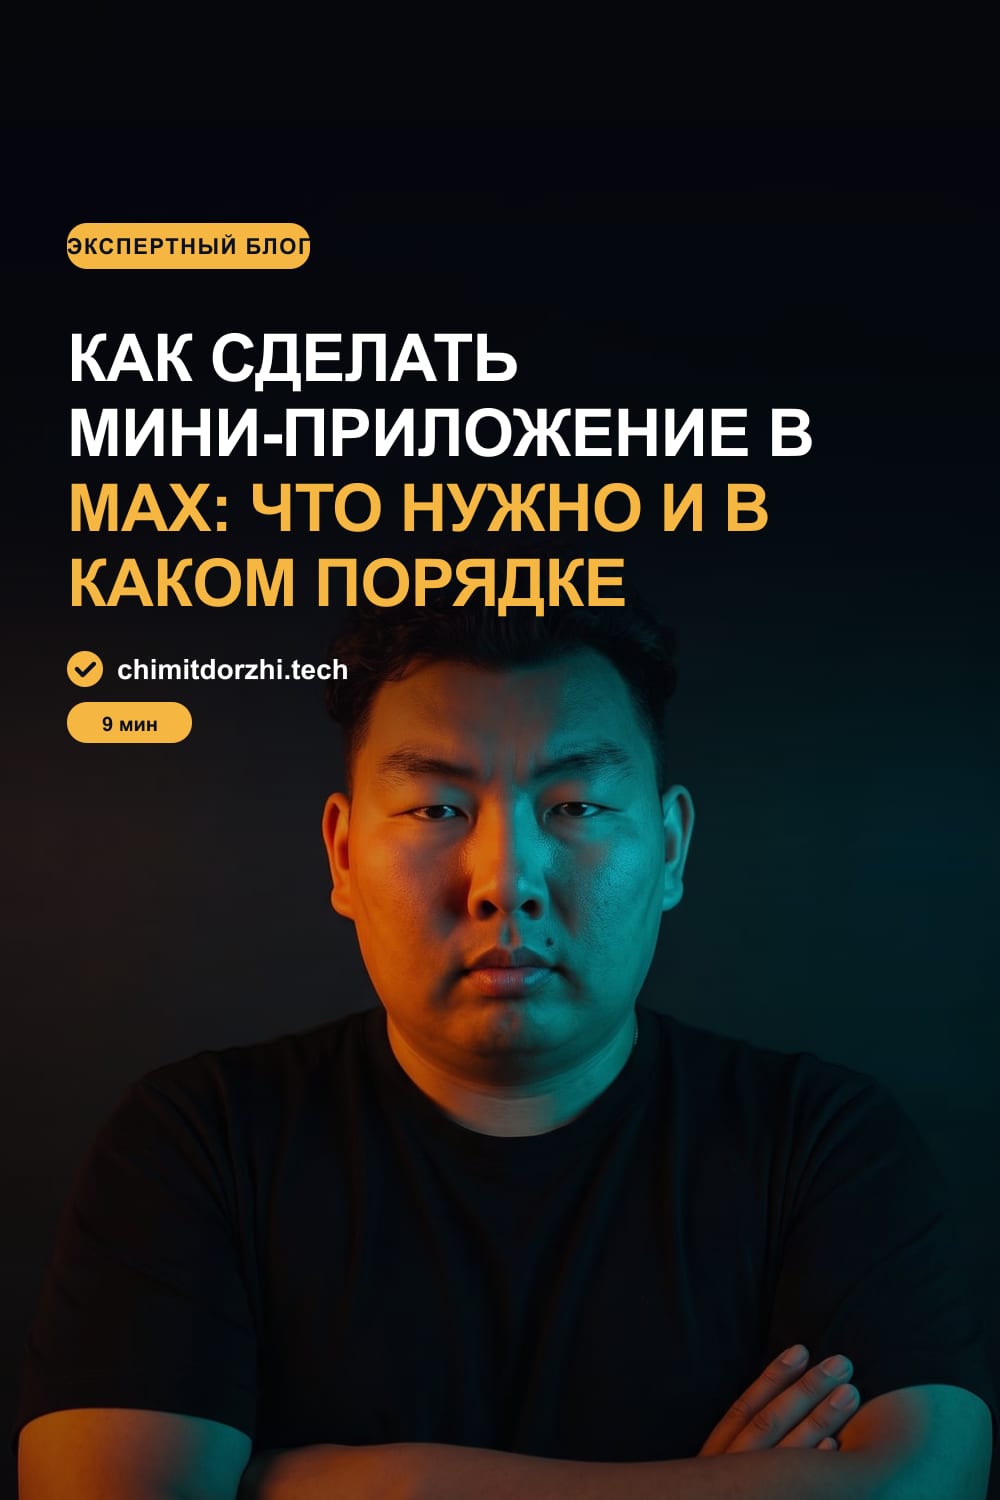 ЭКСПЕРТНЫЙ БЛОГ
КАК СДЕЛАТЬ
МИНИ-ПРИЛОЖЕНИЕ В
MAX: ЧТО НУЖНО И В
КАКОМ ПОРЯДКЕ
chimitdorzhi.tech
9 мин